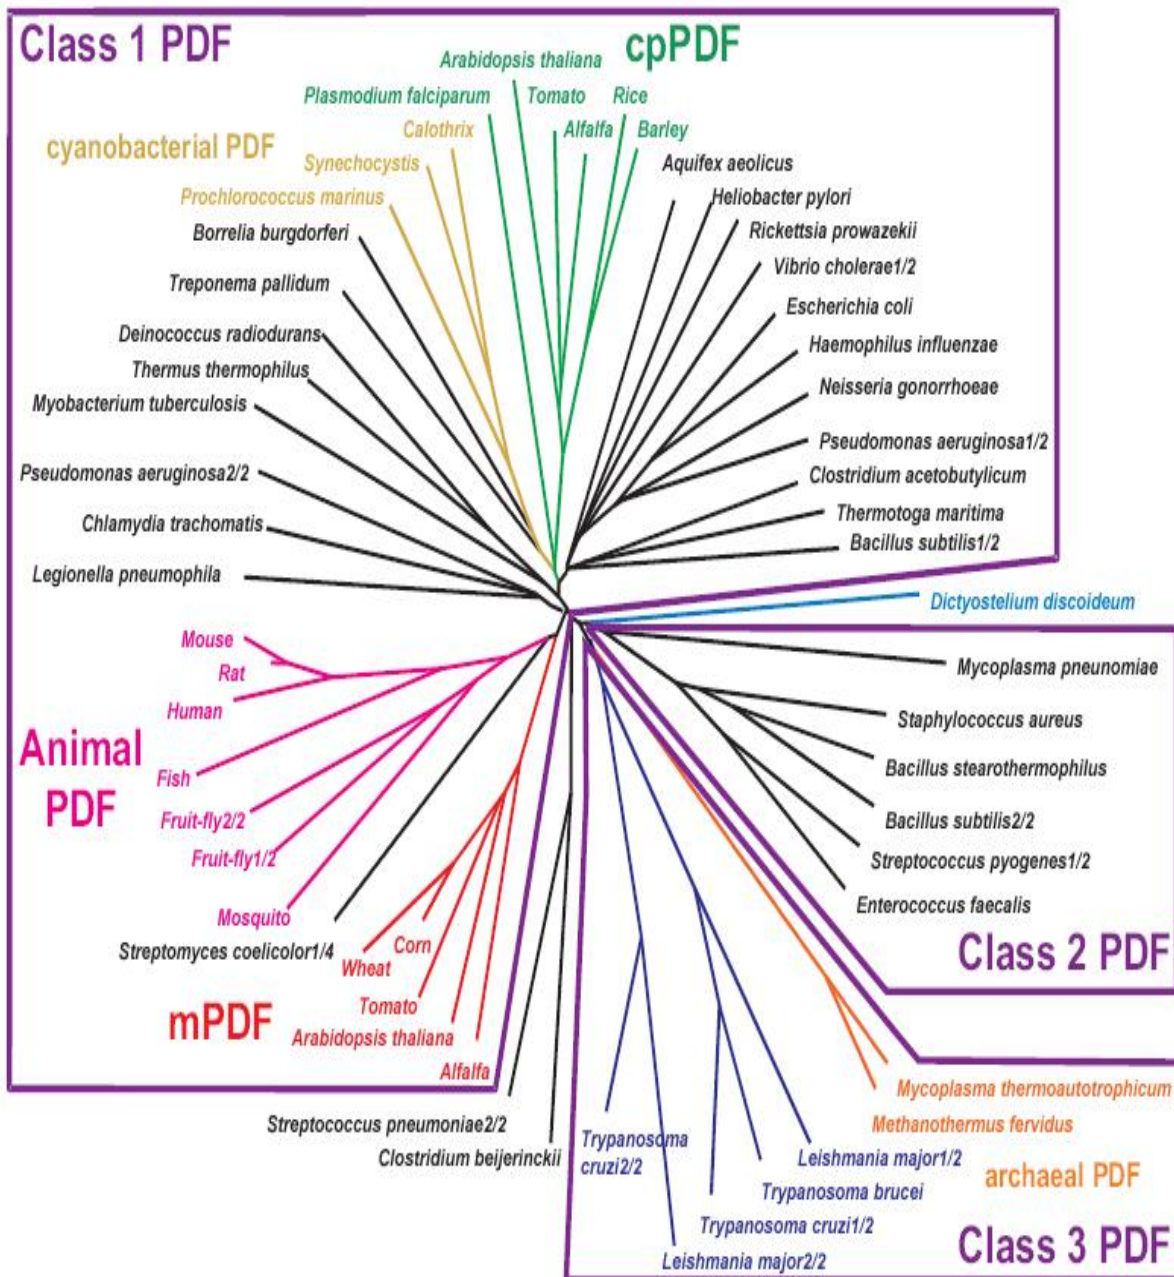 Class 1 PDF
cpPDF
Arabidopsis thaliana
Plasmodium falciparum
Tomato
Rice
Calothrix
Alfalfa
Barley
cyanobacterial PDF
Synechocystis
Aquifex aeolicus
Prochlorococcus marinus
Heliobacter pylori
Borrelia burgdorferi
Rickettsia prowazekii
Vibrio cholerae1/2
Treponema pallidum
Escherichia coli
Deinococcus radiodurans
Haemophilus influenzae
Thermus thermophilus
Neisseria gonorrhoeae
Myobacterium tuberculosis
Pseudomonas aeruginosa1/2
Pseudomonas aeruginosa2/2
Clostridium acetobutylicum
Chlamydia trachomatis
Thermotoga maritima
Bacillus subtilis1/2
Legionella pneumophila
Dictyostelium discoideum
Mouse
Rat
Mycoplasma pneunomiae
Human
Staphylococcus aureus
Animal
PDF
Fish
Bacillus stearothermophilus
Fruit-fly2/2
Bacillus subtilis2/2
Fruit-fly1/2
Streptococcus pyogenes1/2
Mosquito
Enterococcus faecalis
Streptomyces coelicolor1/4
Corn
Wheat
Class 2 PDF
Tomato
mPDF
Arabidopsis thaliana
Alfalfa
Mycoplasma thermoautotrophicum
Streptococcus pneumoniae2/2
Methanothermus fervidus
Clostridium beijerinckii
Trypanosoma
cruzi2/2
Leishmania major1/2
archaeal PDF
Trypanosoma brucei
Trypanosoma cruzi1/2
Class 3 PDF
Leishmania major2/2